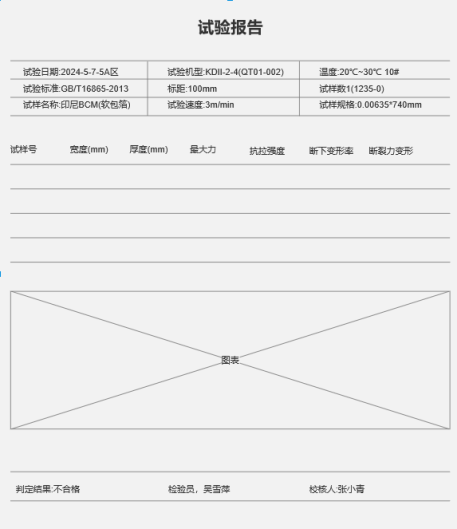 试验报告
试验日期:2024-5-7-5A区 试验机型:KDII-2-4(QT01-002) 温度:20℃~30℃ 10#
试验标准:GB/T16865-2013 标距:100mm 试样数1(1235-0)
试样名称:印尼BCM(软包箔) 试验速度:3m/min 试样规格:0.00635*740mm
试样号 宽度(mm) 厚度(mm) 最大力 抗拉强度 断下变形率 断裂力变形
图表
判定结果:不合格 检验员，吴雪萍 校核人:张小青